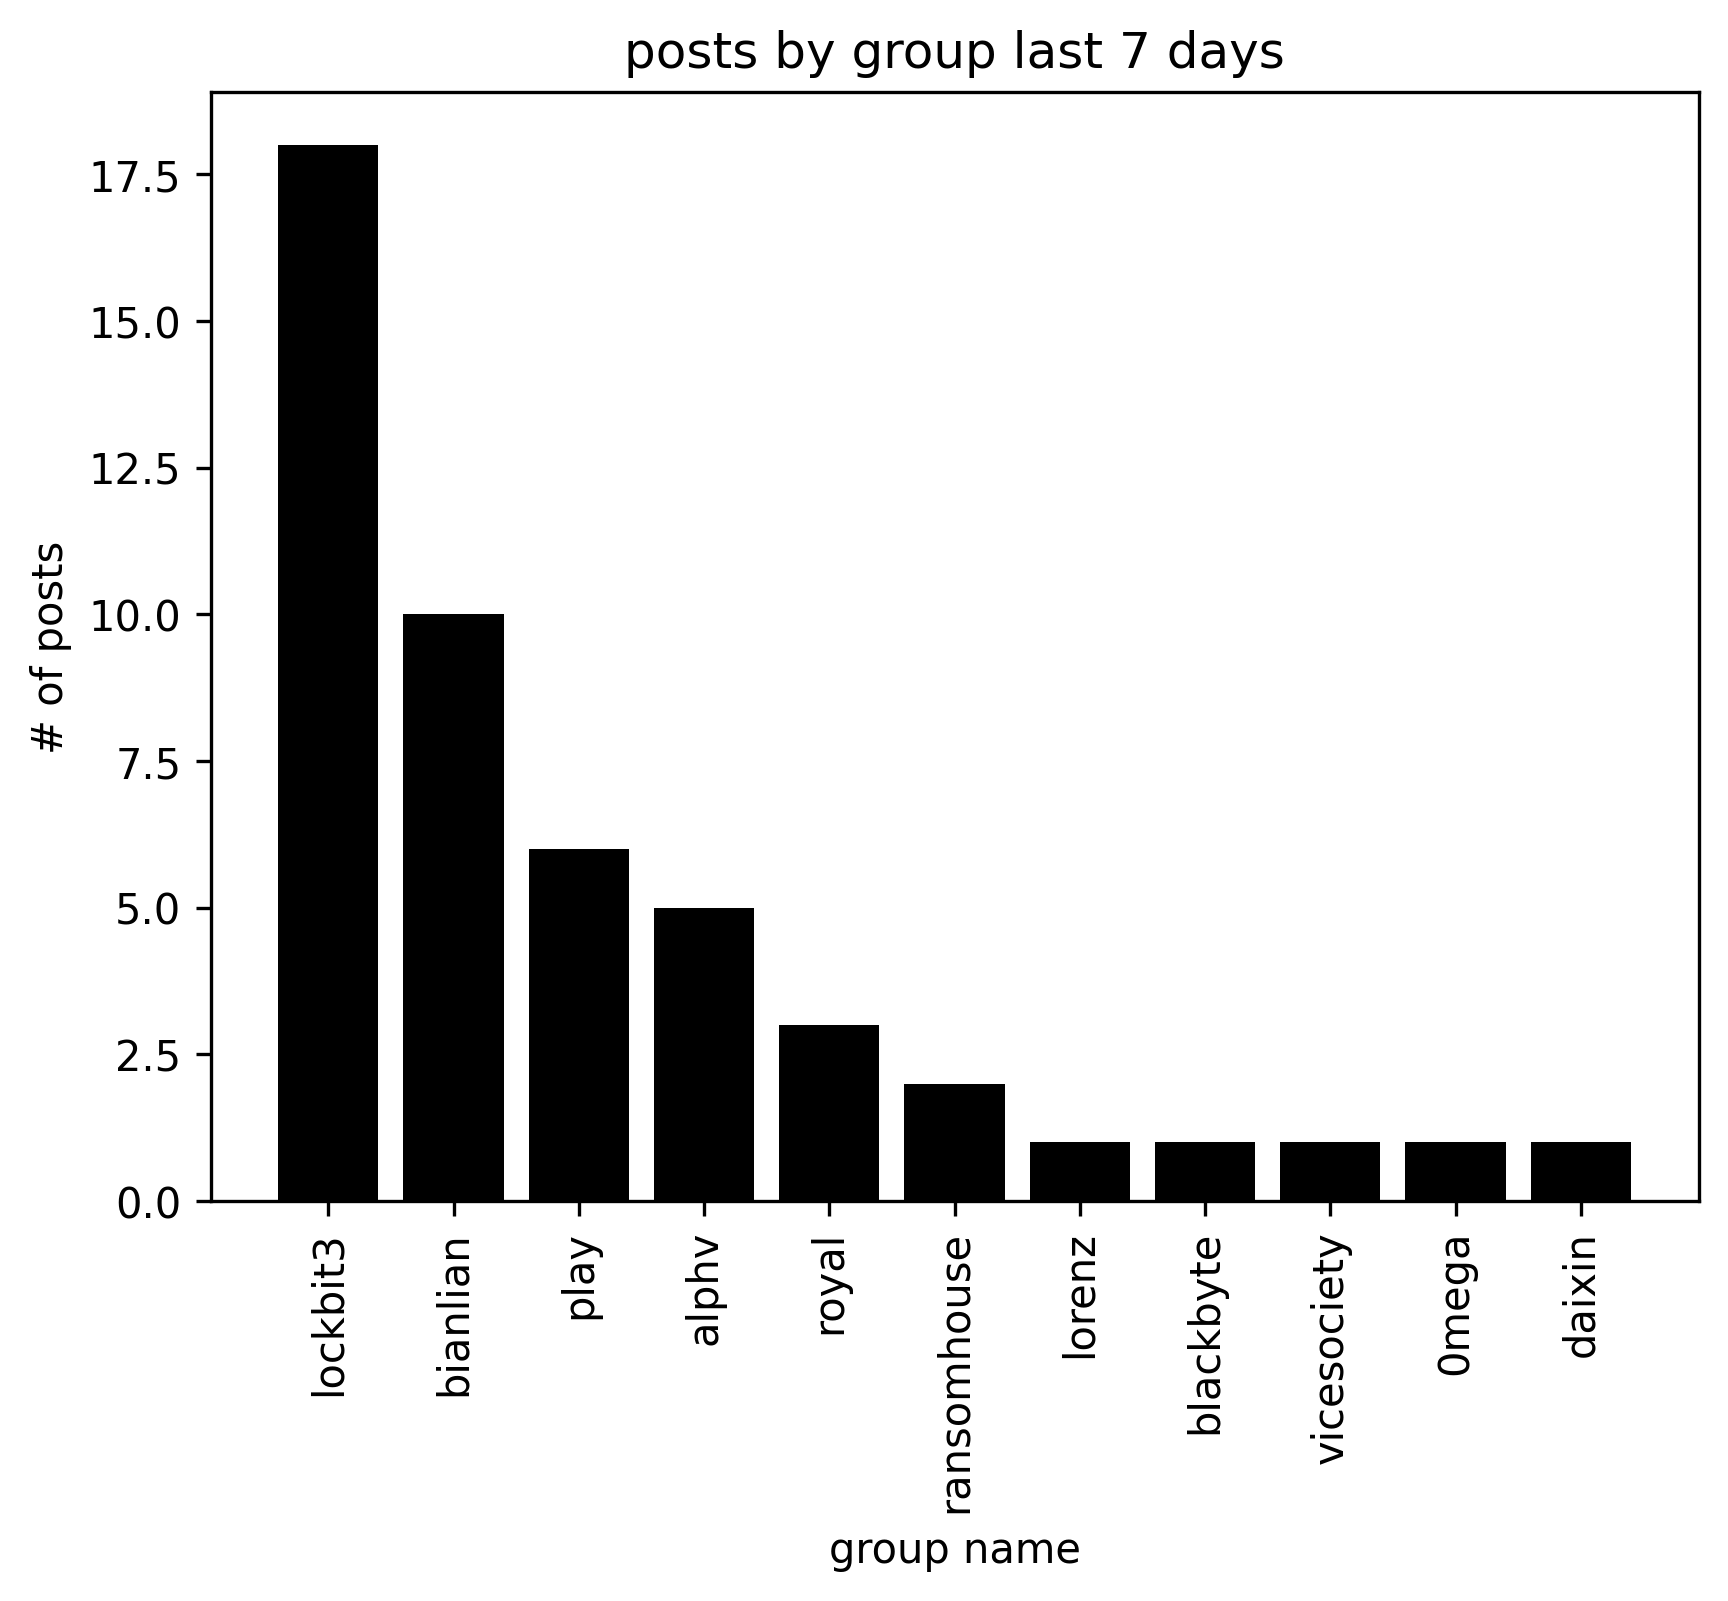 posts by group last 7 days
# of posts
17.5
15.0
12.5
10.0
7.5
5.0
2.5
0.0
lockbit3
bianlian
play
alphv
royal
ransomhouse
lorenz
blackbyte
vicesociety
0mega
daixin
group name